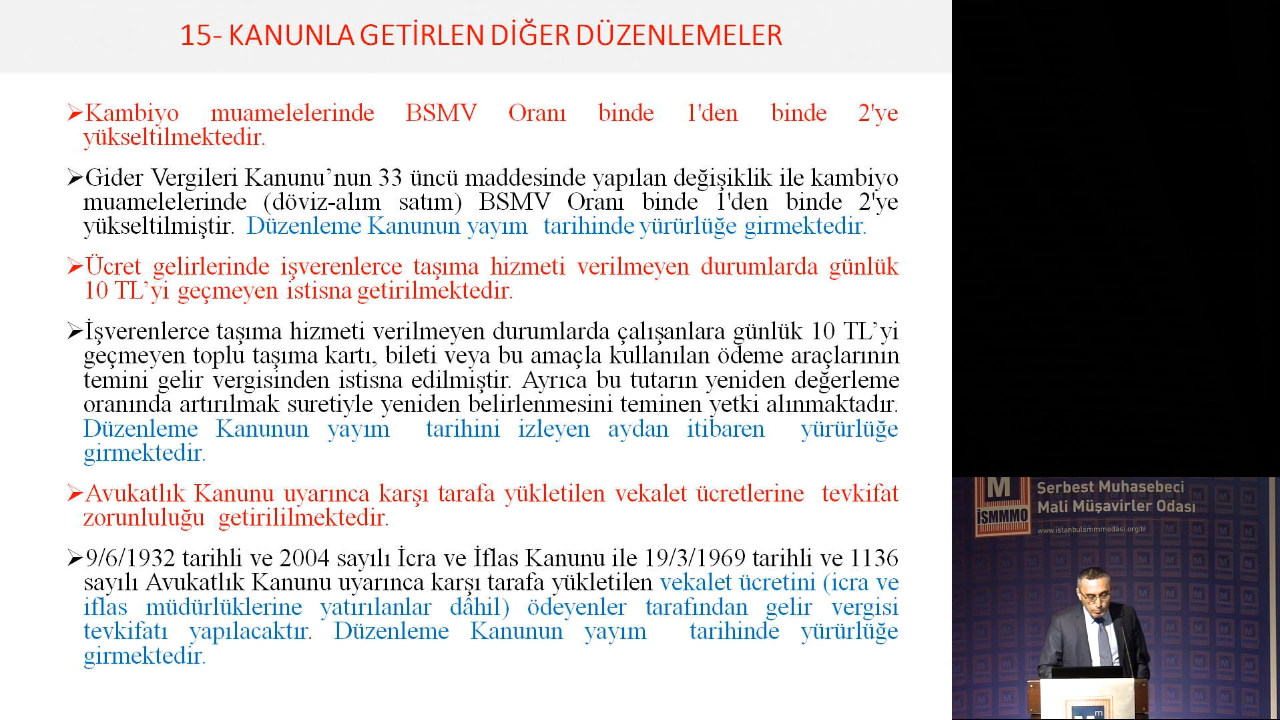 15- KANUNLA GETİRLEN DİĞER DÜZENLEMELER
➢Kambiyo muamelelerinde BSMV Oranı binde 1'den binde 2'ye
yükseltilmektedir.
➢Gider Vergileri Kanunu’nun 33 üncü maddesinde yapılan değişiklik ile kambiyo
muamelelerinde (döviz-alım satım) BSMV Oranı binde 1'den binde 2'ye
yükseltilmiştir. Düzenleme Kanunun yayım tarihinde yürürlüğe girmektedir.
➢Ücret gelirlerinde işverenlerce taşıma hizmeti verilmeyen durumlarda günlük
10 TL’yi geçmeyen istisna getirilmektedir.
➢İşverenlerce taşıma hizmeti verilmeyen durumlarda çalışanlara günlük 10 TL’yi
geçmeyen toplu taşıma kartı, bileti veya bu amaçla kullanılan ödeme araçlarının
temini gelir vergisinden istisna edilmiştir. Ayrıca bu tutarın yeniden değerleme
oranında artırılmak suretiyle yeniden belirlenmesini teminen yetki alınmaktadır.
Düzenleme Kanunun yayım tarihini izleyen aydan itibaren yürürlüğe
girmektedir.
➢Avukatlık Kanunu uyarınca karşı tarafa yükletilen vekalet ücretlerine tevkifat
zorunluluğu getirililmektedir.
➢9/6/1932 tarihli ve 2004 sayılı İcra ve İflas Kanunu ile 19/3/1969 tarihli ve 1136
sayılı Avukatlık Kanunu uyarınca karşı tarafa yükletilen vekalet ücretini (icra ve
iflas müdürlüklerine yatırılanlar dâhil) ödeyenler tarafından gelir vergisi
tevkifatı yapılacaktır. Düzenleme Kanunun yayım tarihinde yürürlüğe
girmektedir.
M
İSMMMO
Serbest Muhasebeci
Mali Müşavirler Odası
www.istanbulsmmmodasi.org.tr